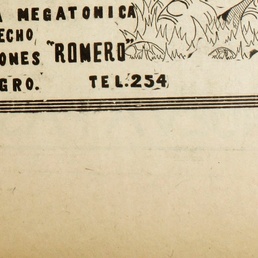 A MEGATONICA
ECHO
ONES "ROMERO"
GRO. TEL.254